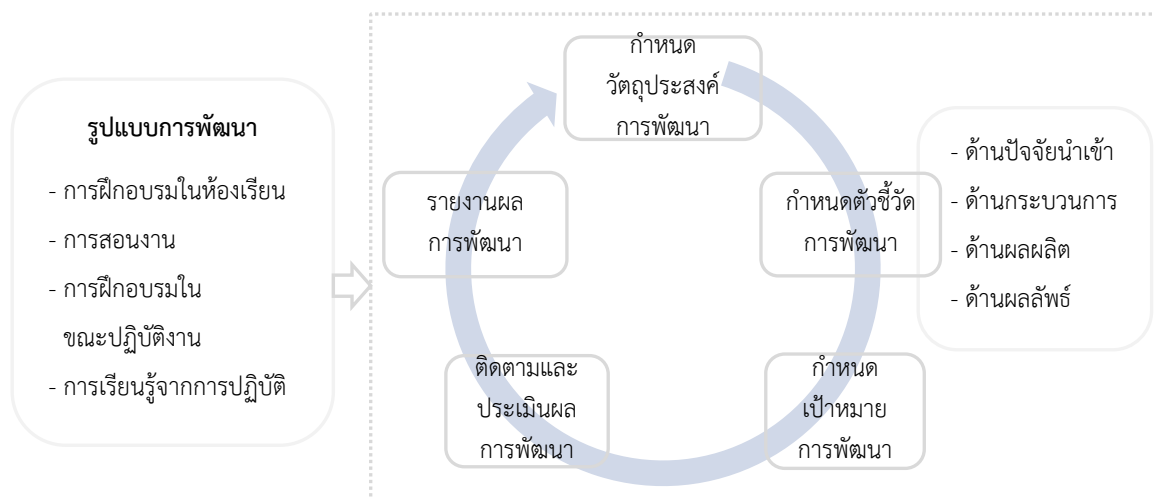 รูปแบบการพัฒนา
- การฝึกอบรมในห้องเรียน
- การสอนงาน
- การฝึกอบรมใน
ขณะปฏิบัติงาน
- การเรียนรู้จากการปฏิบัติ
กำหนด
วัตถุประสงค์
การพัฒนา
กำหนดตัวชี้วัด
การพัฒนา
- ด้านปัจจัยนำเข้า
- ด้านกระบวนการ
- ด้านผลผลิต
- ด้านผลลัพธ์
กำหนด
เป้าหมาย
การพัฒนา
ติดตามและ
ประเมินผล
การพัฒนา
รายงานผล
การพัฒนา